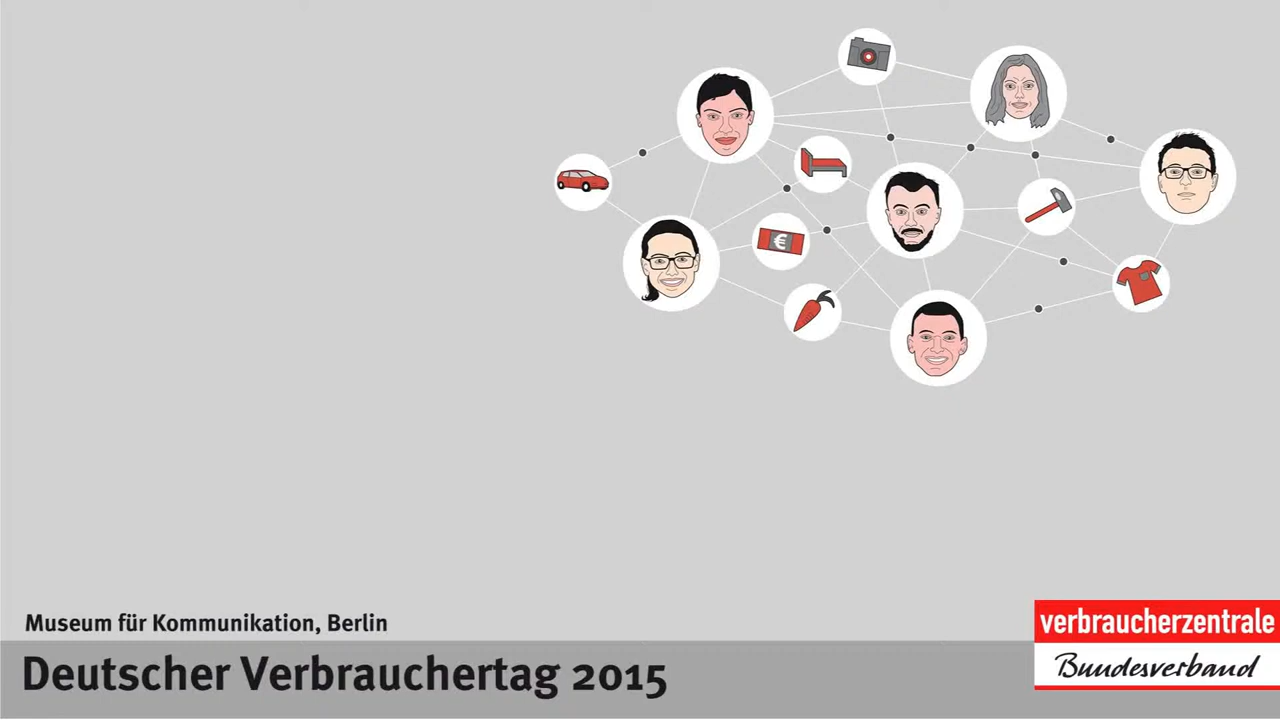 Museum für Kommunikation, Berlin
Deutscher Verbrauchertag 2015
verbraucherzentrale
Bundesverband
€